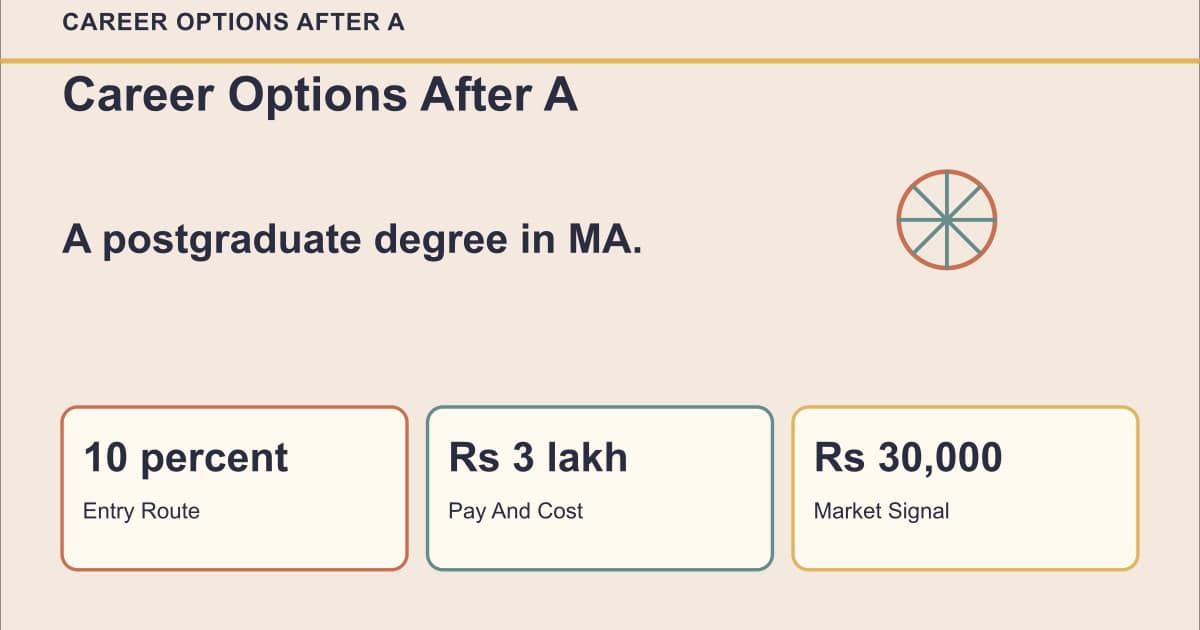 CAREER OPTIONS AFTER A
Career Options After A
A postgraduate degree in MA.
10 percent
Entry Route
Rs 3 lakh
Pay And Cost
Rs 30,000
Market Signal